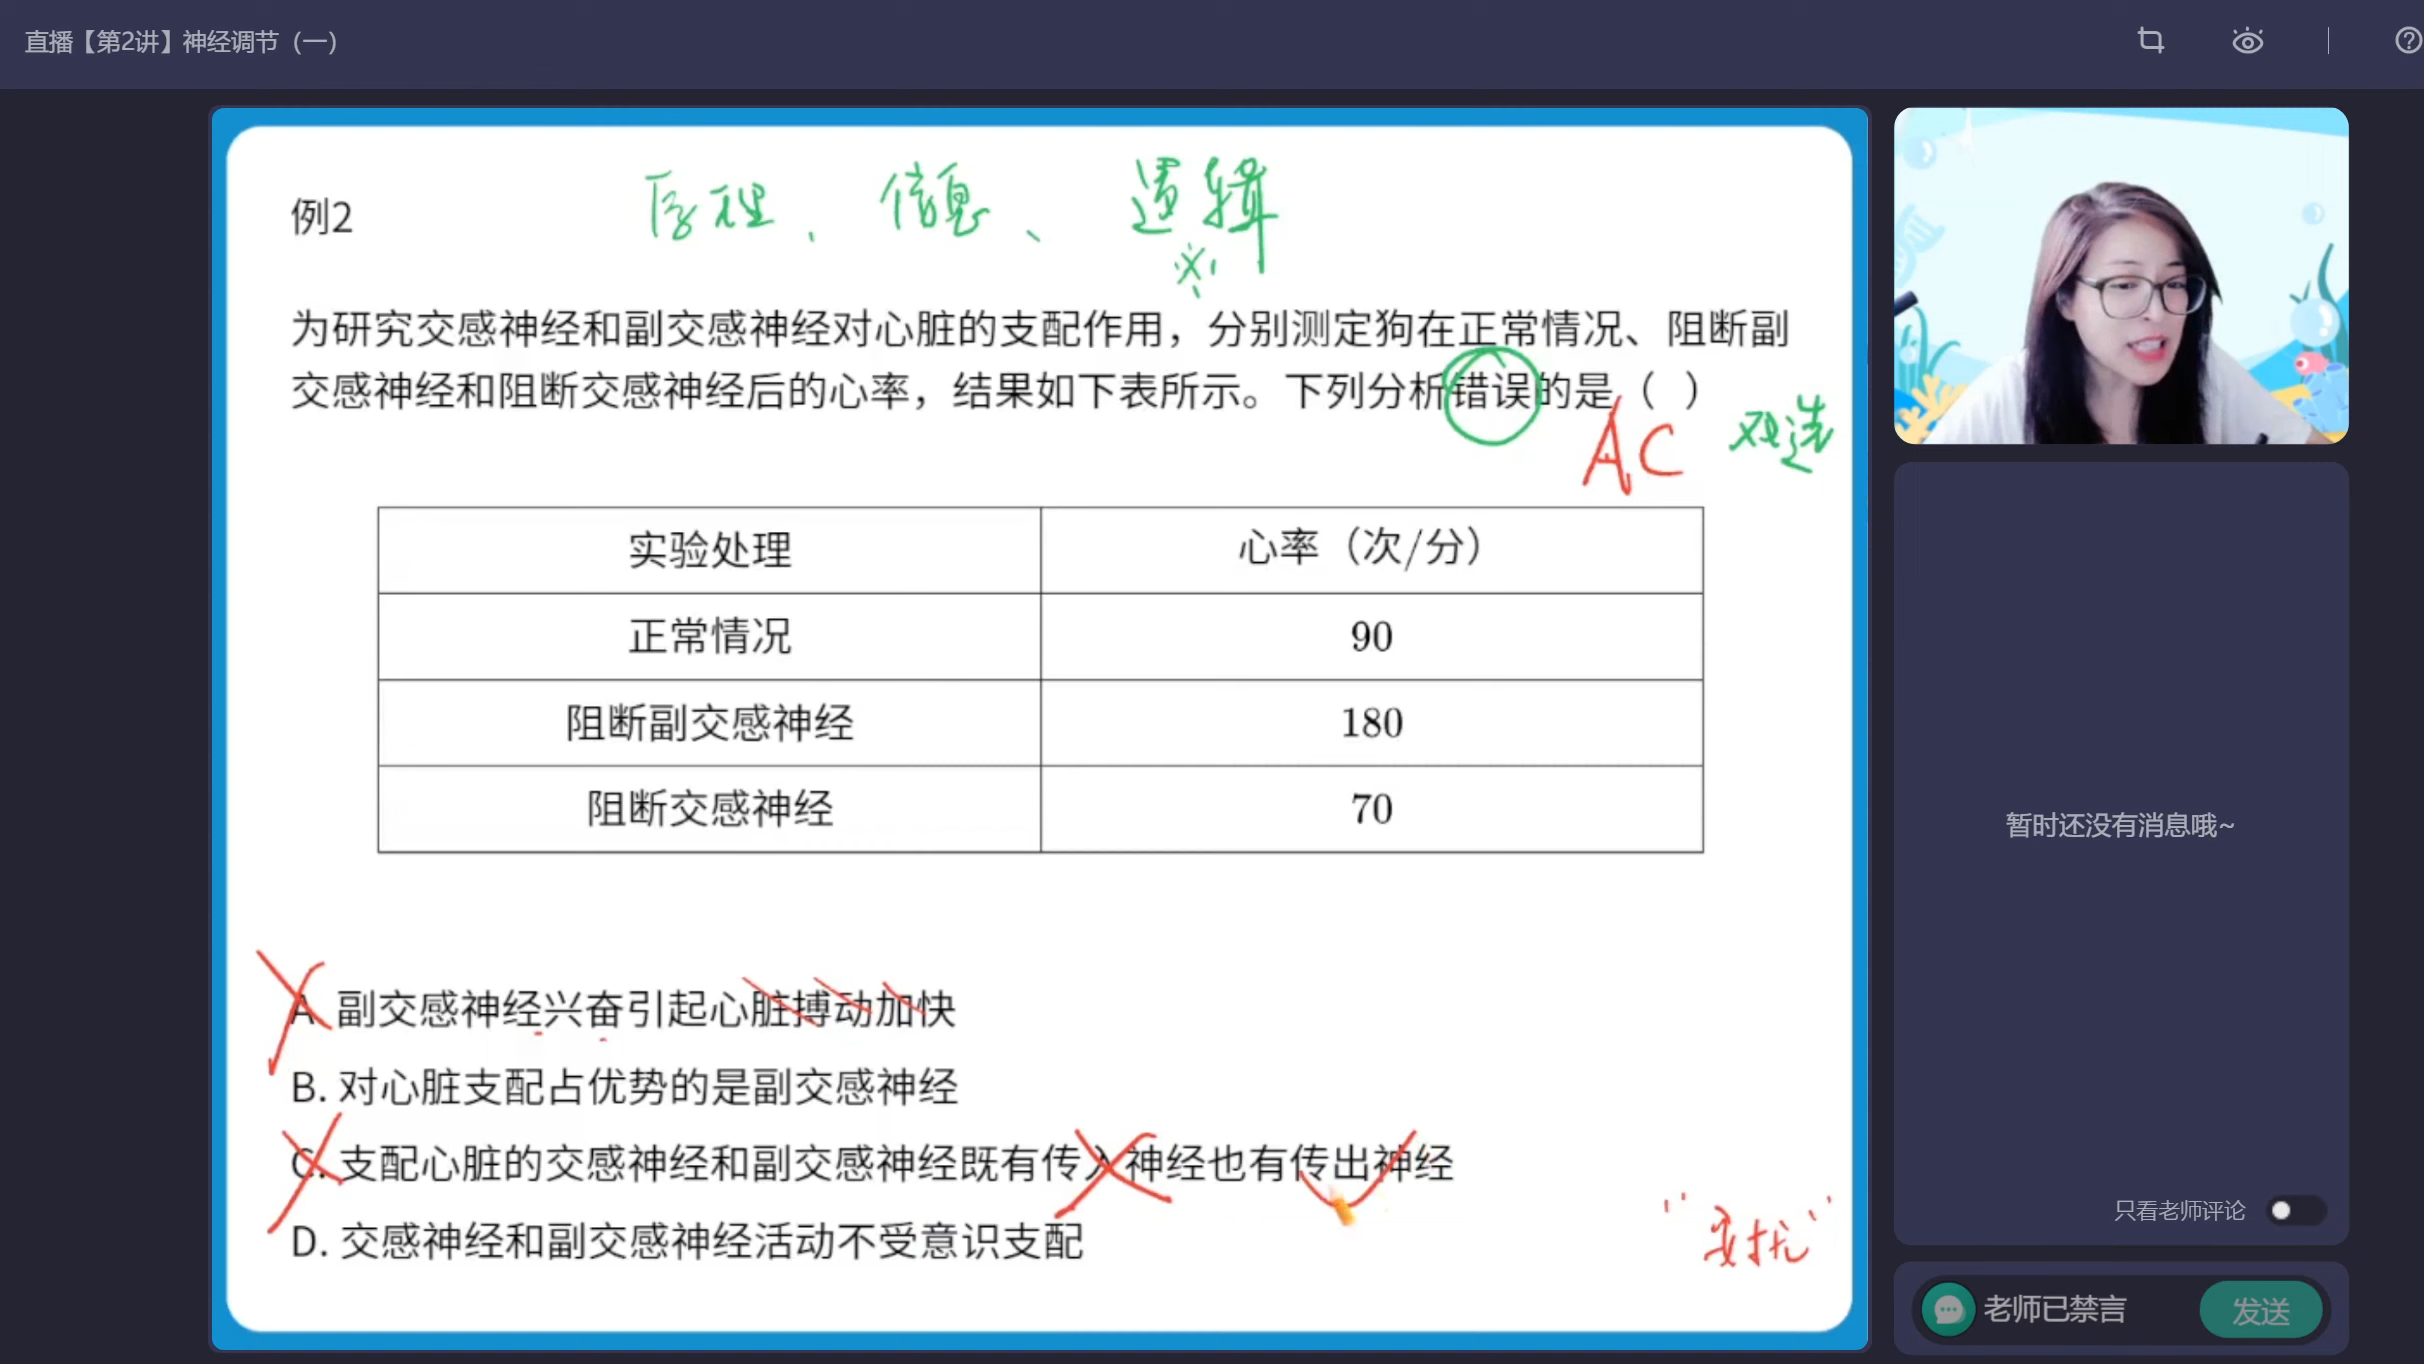 直播【第2讲】神经调节（一）
原理、信息、逻辑
例2
为研究交感神经和副交感神经对心脏的支配作用，分别测定狗在正常情况、阻断副
交感神经和阻断交感神经后的心率，结果如下表所示。下列分析错误的是（ ）
AC 双选
实验处理 心率（次/分）
正常情况 90
阻断副交感神经 180
阻断交感神经 70
A. 副交感神经兴奋引起心脏搏动加快
B. 对心脏支配占优势的是副交感神经
C. 支配心脏的交感神经和副交感神经既有传入神经也有传出神经
D. 交感神经和副交感神经活动不受意识支配
暂时还没有消息哦~
只看老师评论
老师已禁言 发送